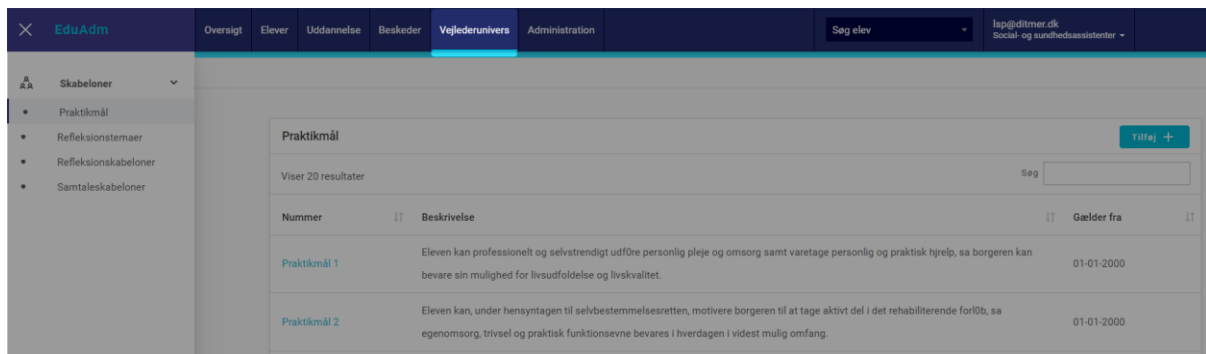 EduAdm
Oversigt Elever Uddannelse Beskeder Vejlederunivers Administration
Søg elev
lsp@ditmer.dk
Social- og sundhedsassistenter
Skabeloner
Praktikmål
Refleksionstemaer
Refleksionskabeloner
Samtaleskabeloner
Praktikmål
Tilføj +
Viser 20 resultater
Søg
Nummer Beskrivelse Gælder fra
Praktikmål 1
Eleven kan professionelt og selvstrendigt udf0re personlig pleje og omsorg samt varetage personlig og praktisk hjrelp, sa borgeren kan
bevare sin mulighed for livsudfoldelse og livskvalitet.
01-01-2000
Praktikmål 2
Eleven kan, under hensyntagen til selvbestemmelsesretten, motivere borgeren til at tage aktivt del i det rehabiliterende forl0b, sa
egenomsorg, trivsel og praktisk funktionsevne bevares i hverdagen i videst mulig omfang.
01-01-2000